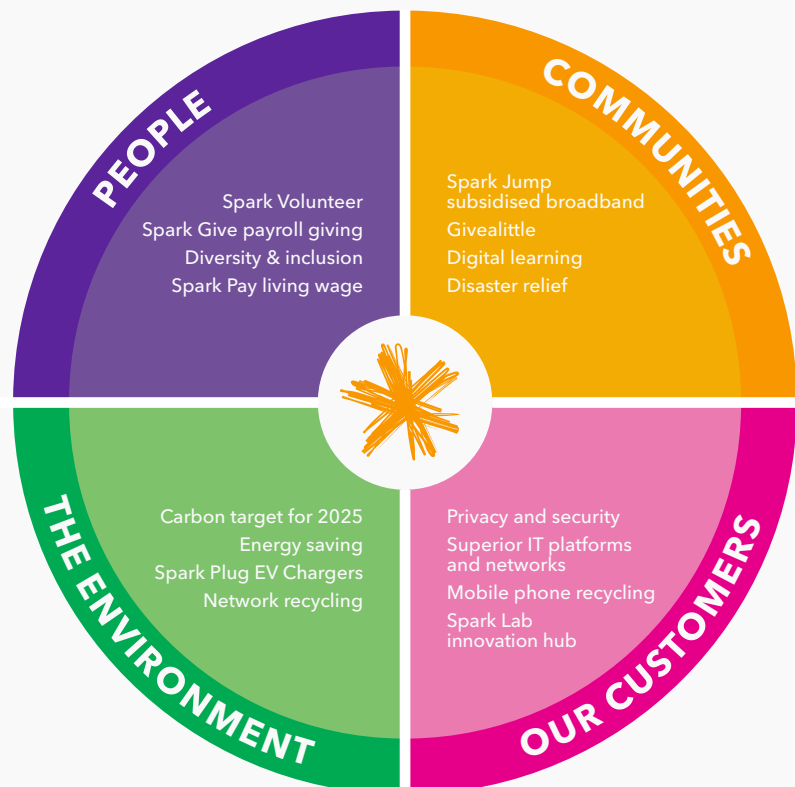 PEOPLE
Spark Volunteer
Spark Give payroll giving
Diversity & inclusion
Spark Pay living wage
COMMUNITIES
Spark Jump
subsidised broadband
Givealittle
Digital learning
Disaster relief
THE ENVIRONMENT
Carbon target for 2025
Energy saving
Spark Plug EV Chargers
Network recycling
OUR CUSTOMERS
Privacy and security
Superior IT platforms
and networks
Mobile phone recycling
Spark Lab
innovation hub